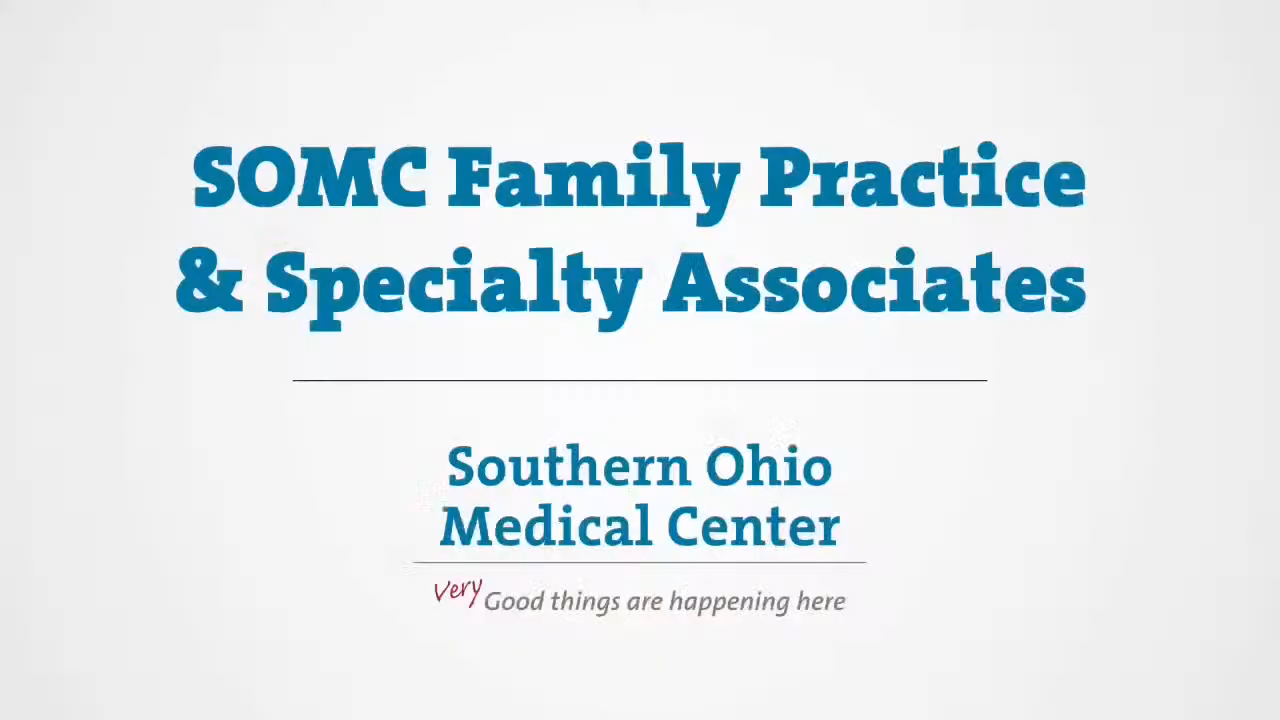 SOMC Family Practice
& Specialty Associates
Southern Ohio
Medical Center
Very Good things are happening here